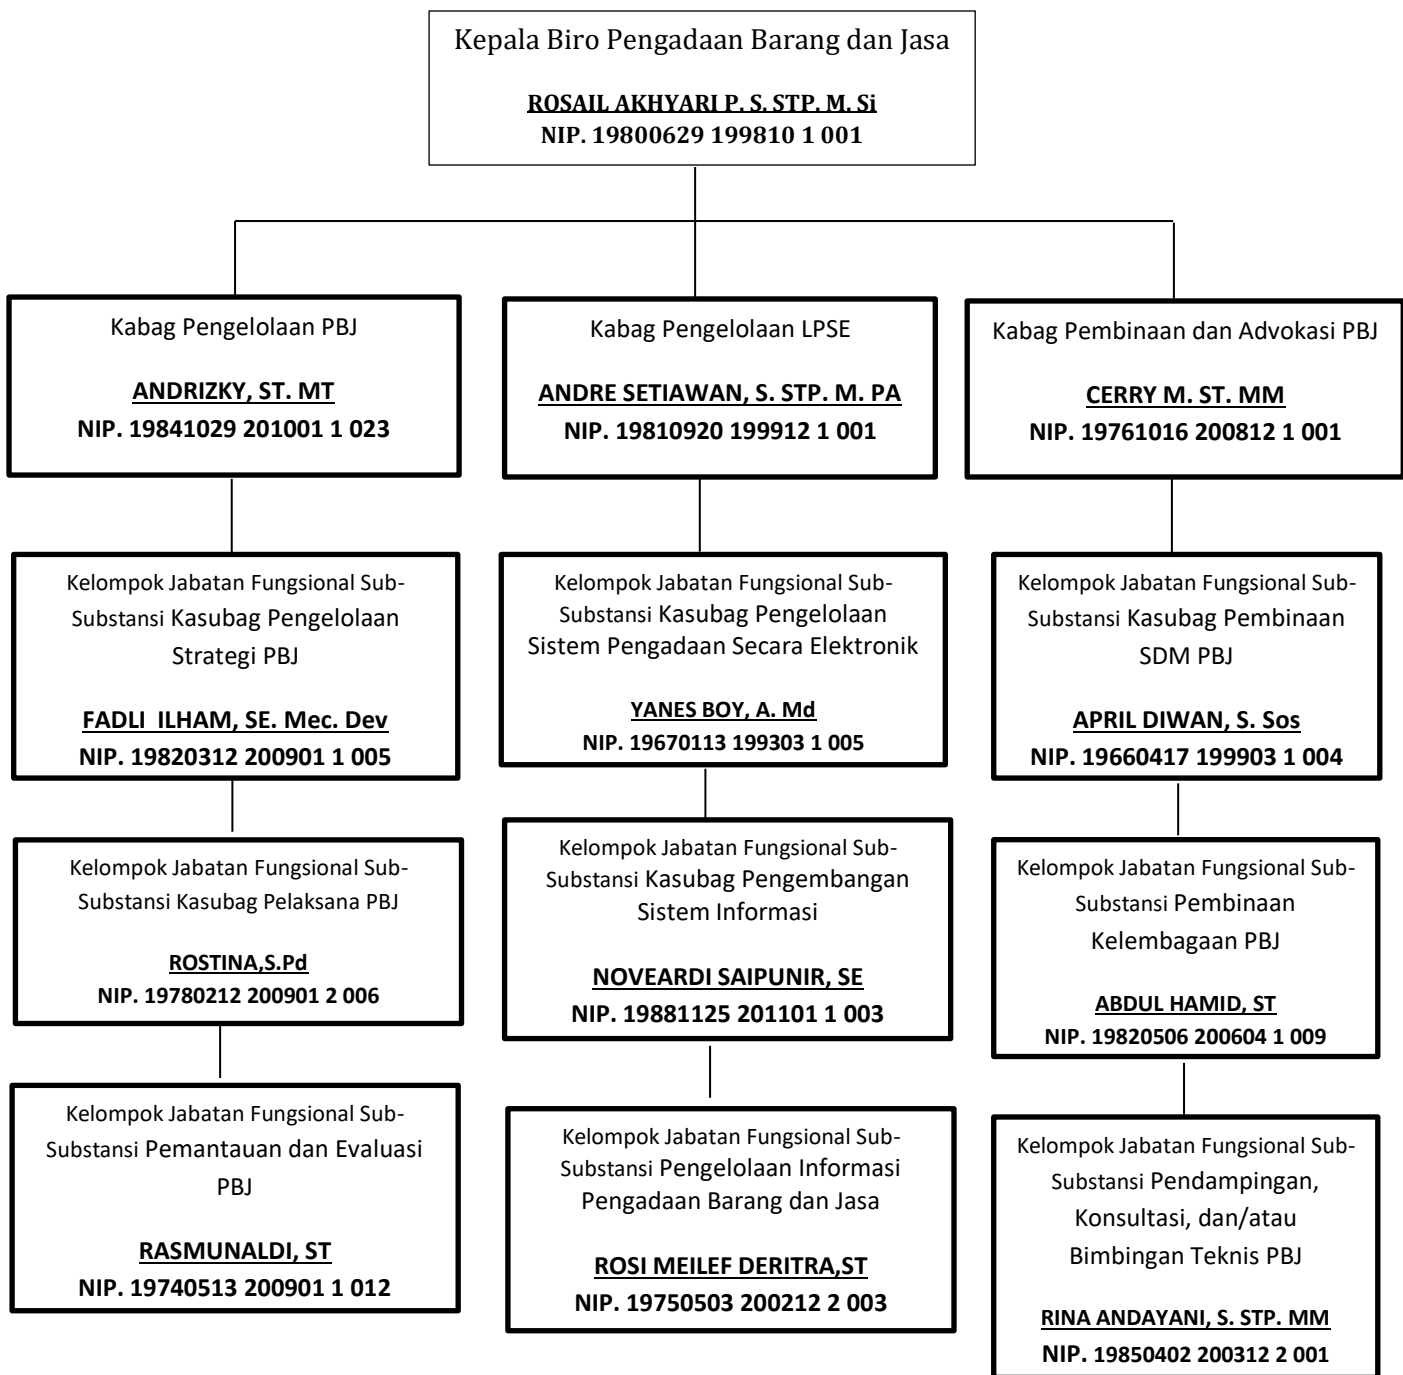 Kepala Biro Pengadaan Barang dan Jasa
ROSAIL AKHYARI P. S. STP. M. Si
NIP. 19800629 199810 1 001
Kabag Pengelolaan PBJ
ANDRIZKY, ST. MT
NIP. 19841029 201001 1 023
Kabag Pengelolaan LPSE
ANDRE SETIAWAN, S. STP. M. PA
NIP. 19810920 199912 1 001
Kabag Pembinaan dan Advokasi PBJ
CERRY M. ST. MM
NIP. 19761016 200812 1 001
Kelompok Jabatan Fungsional Sub-
Substansi Kasubag Pengelolaan
Strategi PBJ
FADLI  ILHAM, SE. Mec. Dev
NIP. 19820312 200901 1 005
Kelompok Jabatan Fungsional Sub-
Substansi Kasubag Pengelolaan
Sistem Pengadaan Secara Elektronik
YANES BOY, A. Md
NIP. 19670113 199303 1 005
Kelompok Jabatan Fungsional Sub-
Substansi Kasubag Pembinaan
SDM PBJ
APRIL DIWAN, S. Sos
NIP. 19660417 199903 1 004
Kelompok Jabatan Fungsional Sub-
Substansi Kasubag Pelaksana PBJ
ROSTINA,S.Pd
NIP. 19780212 200901 2 006
Kelompok Jabatan Fungsional Sub-
Substansi Kasubag Pengembangan
Sistem Informasi
NOVEARDI SAIPUNIR, SE
NIP. 19881125 201101 1 003
Kelompok Jabatan Fungsional Sub-
Substansi Pembinaan
Kelembagaan PBJ
ABDUL HAMID, ST
NIP. 19820506 200604 1 009
Kelompok Jabatan Fungsional Sub-
Substansi Pemantauan dan Evaluasi
PBJ
RASMUNALDI, ST
NIP. 19740513 200901 1 012
Kelompok Jabatan Fungsional Sub-
Substansi Pengelolaan Informasi
Pengadaan Barang dan Jasa
ROSI MEILEF DERITRA,ST
NIP. 19750503 200212 2 003
Kelompok Jabatan Fungsional Sub-
Substansi Pendampingan,
Konsultasi, dan/atau
Bimbingan Teknis PBJ
RINA ANDAYANI, S. STP. MM
NIP. 19850402 200312 2 001